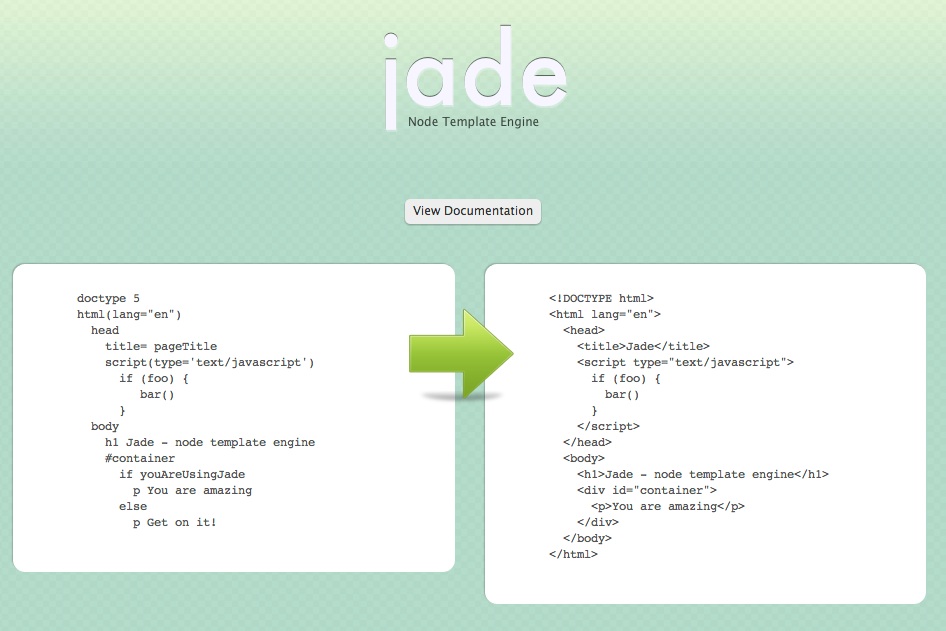 jade
Node Template Engine
View Documentation
doctype 5
html(lang="en")
  head
    title= pageTitle
    script(type='text/javascript')
      if (foo) {
         bar()
      }
  body
    h1 Jade - node template engine
    #container
      if youAreUsingJade
        p You are amazing
      else
        p Get on it!
<!DOCTYPE html>
<html lang="en">
  <head>
    <title>Jade</title>
    <script type="text/javascript">
      if (foo) {
        bar()
      }
    </script>
  </head>
  <body>
    <h1>Jade - node template engine</h1>
    <div id="container">
      <p>You are amazing</p>
    </div>
  </body>
</html>